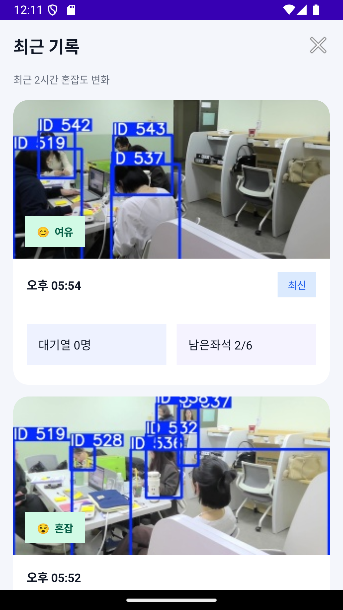 12:11
최근 기록
최근 2시간 혼잡도 변화
ID 542
ID 543
ID 519
D 537
😊 여유
오후 05:54
최신
대기열 0명
남은좌석 2/6
ID 519
ID 528
ID 532
ID 536
😵 혼잡
오후 05:52